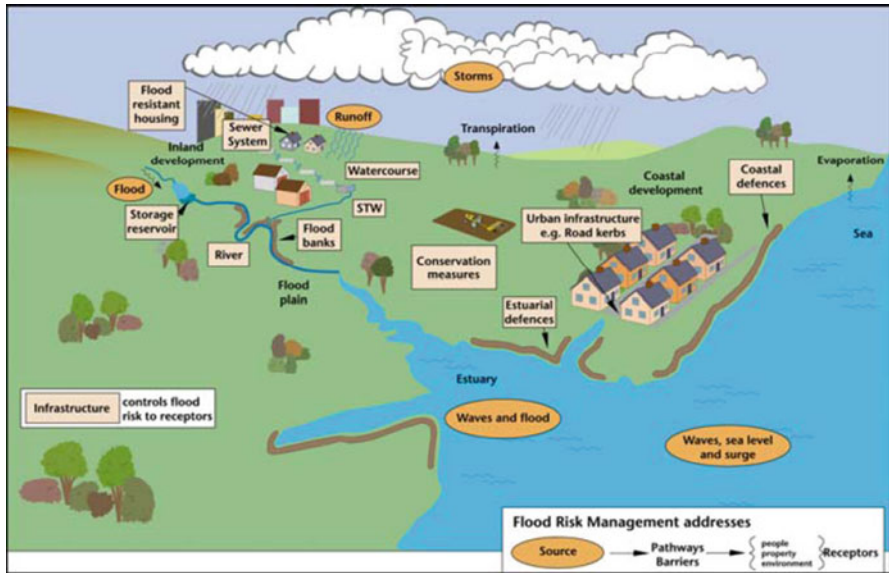 Storms
Flood
resistant
housing
Runoff
Sewer
System
Transpiration
Inland
development
Watercourse
Evaporation
Coastal
development
Coastal
defences
Flood
Storage
reservoir
STW
Urban infrastructure
e.g. Road kerbs
Sea
River
Flood
banks
Conservation
measures
Flood
plain
Estuarial
defences
Estuary
Infrastructure
controls flood
risk to receptors
Waves and flood
Waves, sea level
and surge
Flood Risk Management addresses
Source
Pathways
Barriers
people
property
environment
Receptors